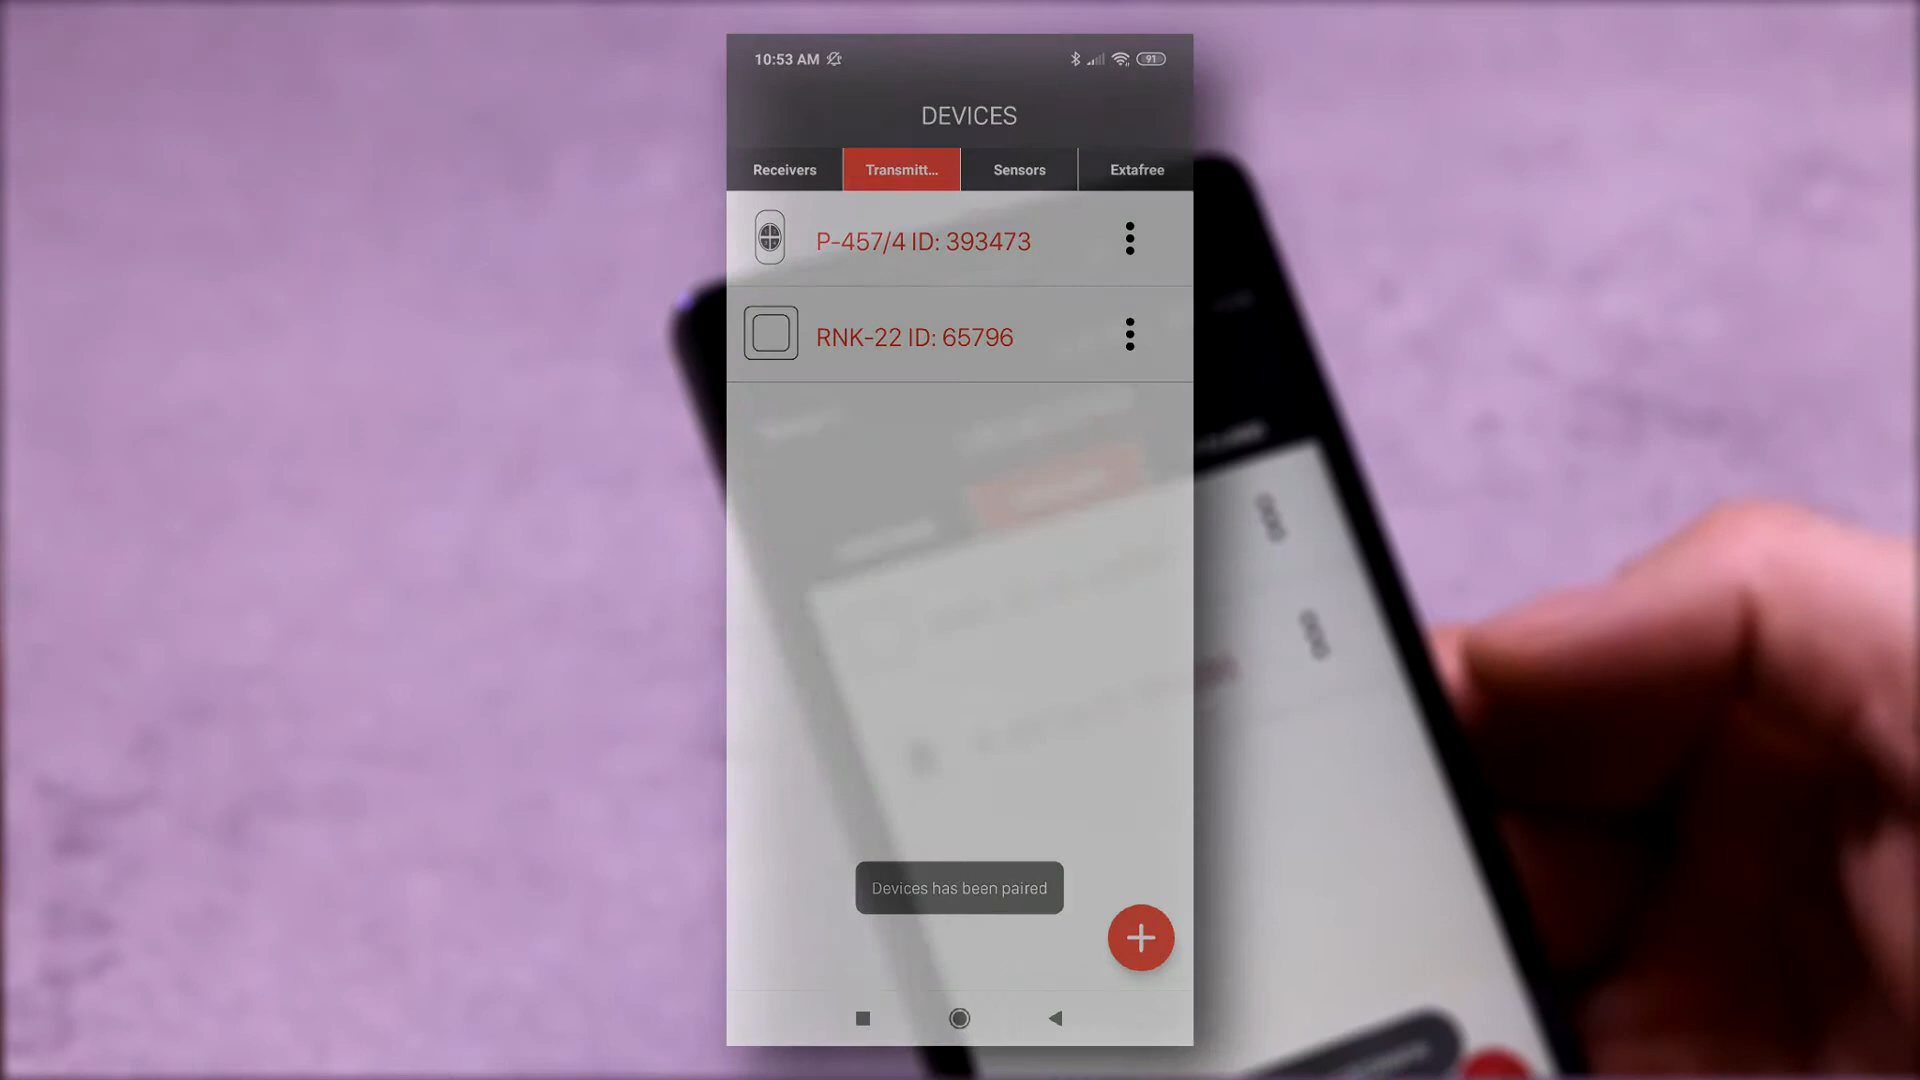 10:53 AM
91
DEVICES
Receivers
Transmitt...
Sensors
Extafree
P-457/4 ID: 393473
RNK-22 ID: 65796
Devices has been paired